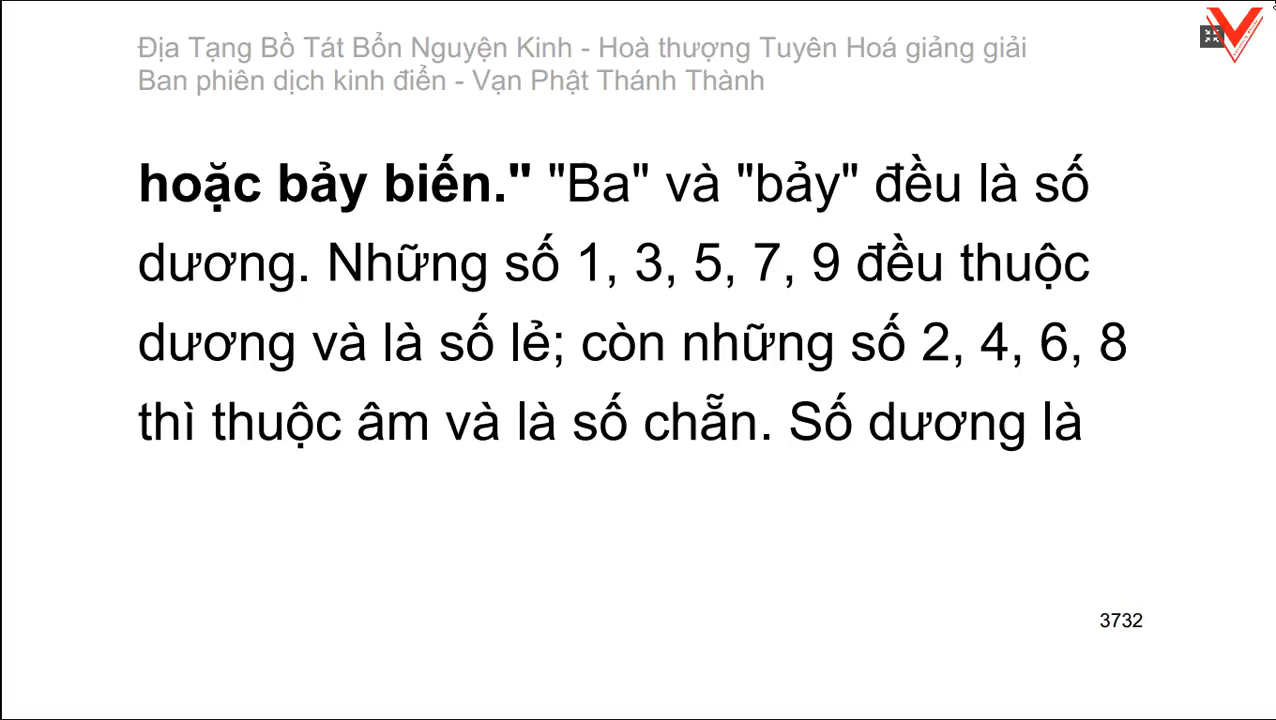 Địa Tạng Bồ Tát Bổn Nguyện Kinh - Hoà thượng Tuyên Hoá giảng giải
Ban phiên dịch kinh điển - Vạn Phật Thánh Thành
hoặc bảy biến." "Ba" và "bảy" đều là số
dương. Những số 1, 3, 5, 7, 9 đều thuộc
dương và là số lẻ; còn những số 2, 4, 6, 8
thì thuộc âm và là số chẵn. Số dương là
3732